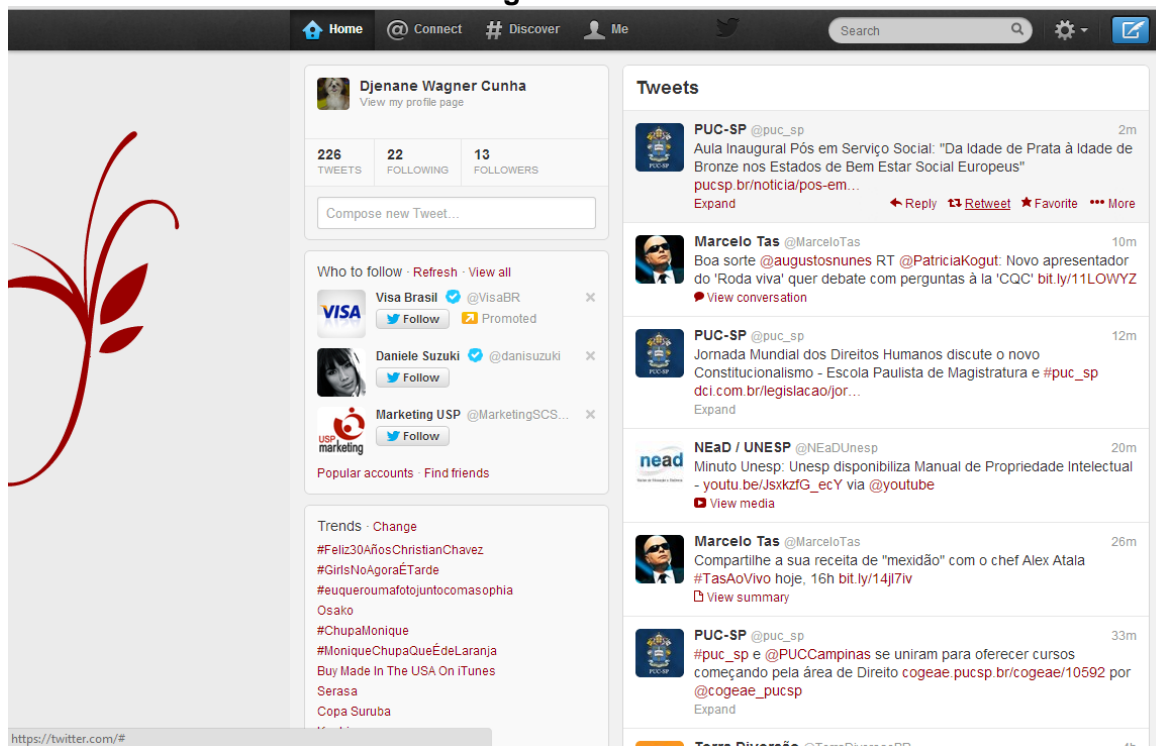 Home @ Connect # Discover Me Search
Djenane Wagner Cunha
View my profile page
226 22 13
TWEETS FOLLOWING FOLLOWERS
Compose new Tweet...
Who to follow · Refresh · View all
Visa Brasil @VisaBR
Follow Promoted
VISA
Daniele Suzuki @danisuzuki
Follow
Marketing USP @MarketingSCS...
Follow
USP
marketing
Popular accounts · Find friends
Trends · Change
#Feliz30AñosChristianChavez
#GirlsNoAgoraÉTarde
#euqueroumafotojuntocomasophia
Osako
#ChupaMonique
#MoniqueChupaQueÉdeLaranja
Buy Made In The USA On iTunes
Serasa
Copa Suruba
Tweets
PUC-SP @puc_sp 2m
Aula Inaugural Pós em Serviço Social: "Da Idade de Prata à Idade de
Bronze nos Estados de Bem Estar Social Europeus"
pucsp.br/noticia/pos-em...
Expand Reply Retweet Favorite More
PUC-SP
Marcelo Tas @MarceloTas 10m
Boa sorte @augustosnunes RT @PatriciaKogut: Novo apresentador
do 'Roda viva' quer debate com perguntas à la 'CQC' bit.ly/11LOWYZ
View conversation
PUC-SP @puc_sp 12m
Jornada Mundial dos Direitos Humanos discute o novo
Constitucionalismo - Escola Paulista de Magistratura e #puc_sp
dci.com.br/legislacao/jor...
Expand
PUC-SP
NEaD / UNESP @NEaDUnesp 20m
Minuto Unesp: Unesp disponibiliza Manual de Propriedade Intelectual
- youtu.be/JsxkzfG_ecY via @youtube
View media
nead
Marcelo Tas @MarceloTas 26m
Compartilhe a sua receita de "mexidão" com o chef Alex Atala
#TasAoVivo hoje, 16h bit.ly/14jl7iv
View summary
PUC-SP @puc_sp 33m
#puc_sp e @PUCCampinas se uniram para oferecer cursos
começando pela área de Direito cogeae.pucsp.br/cogeae/10592 por
@cogeae_pucsp
Expand
PUC-SP
Terra Diversão @TerraDiversaoBR 4h
https://twitter.com/#